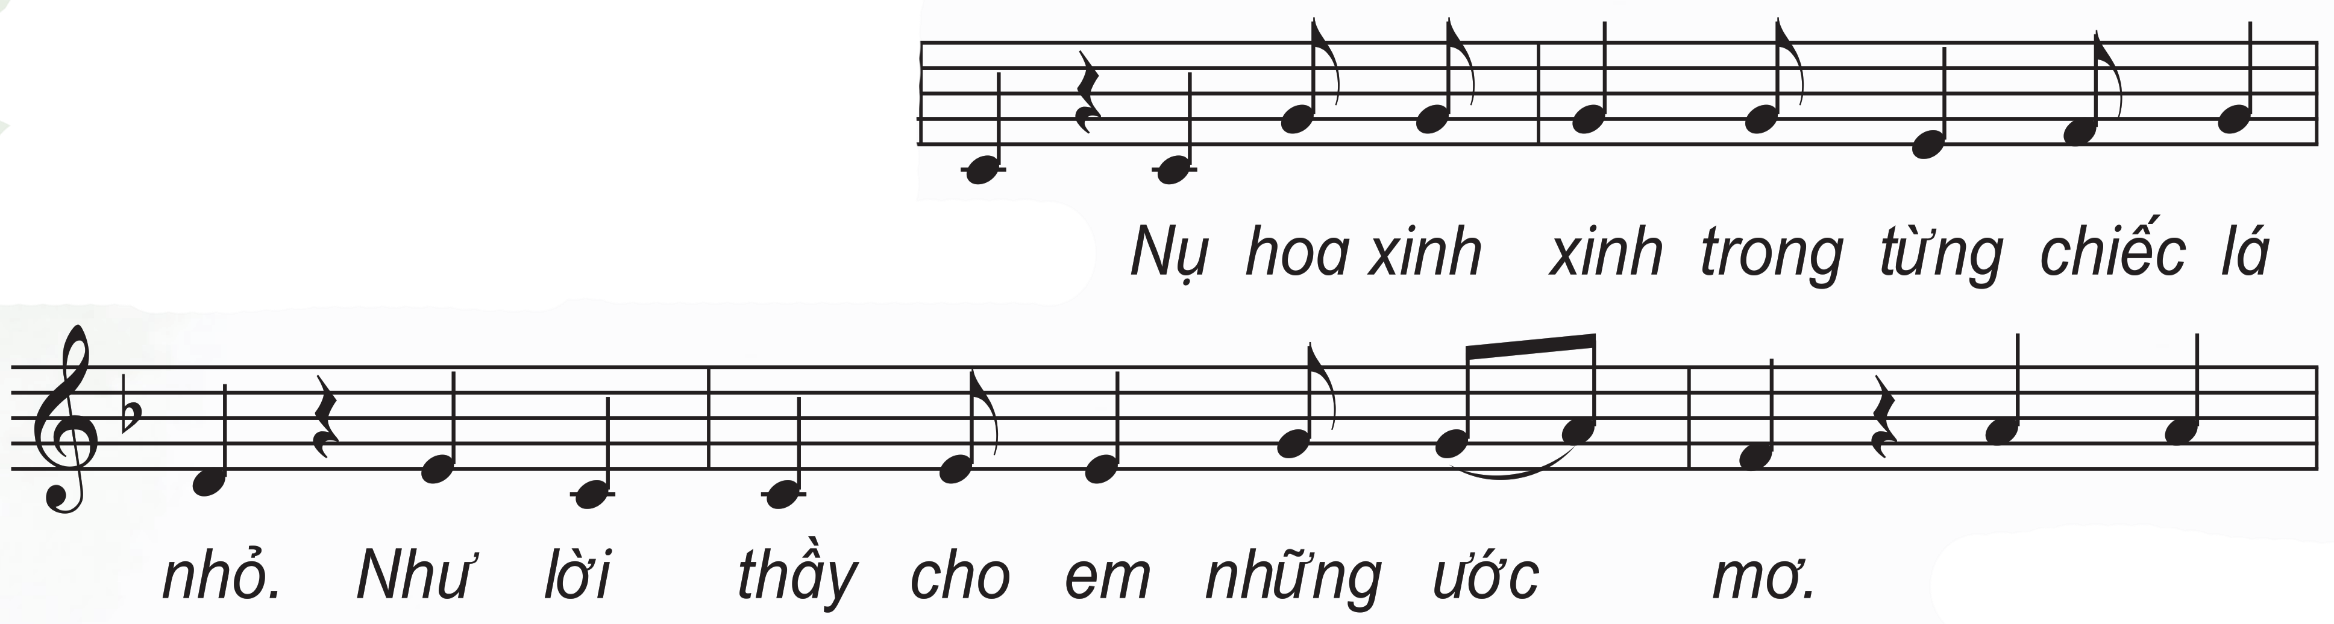 Nụ hoa xinh xinh trong từng chiếc lá
nhỏ. Như lời thầy cho em những ước mơ.